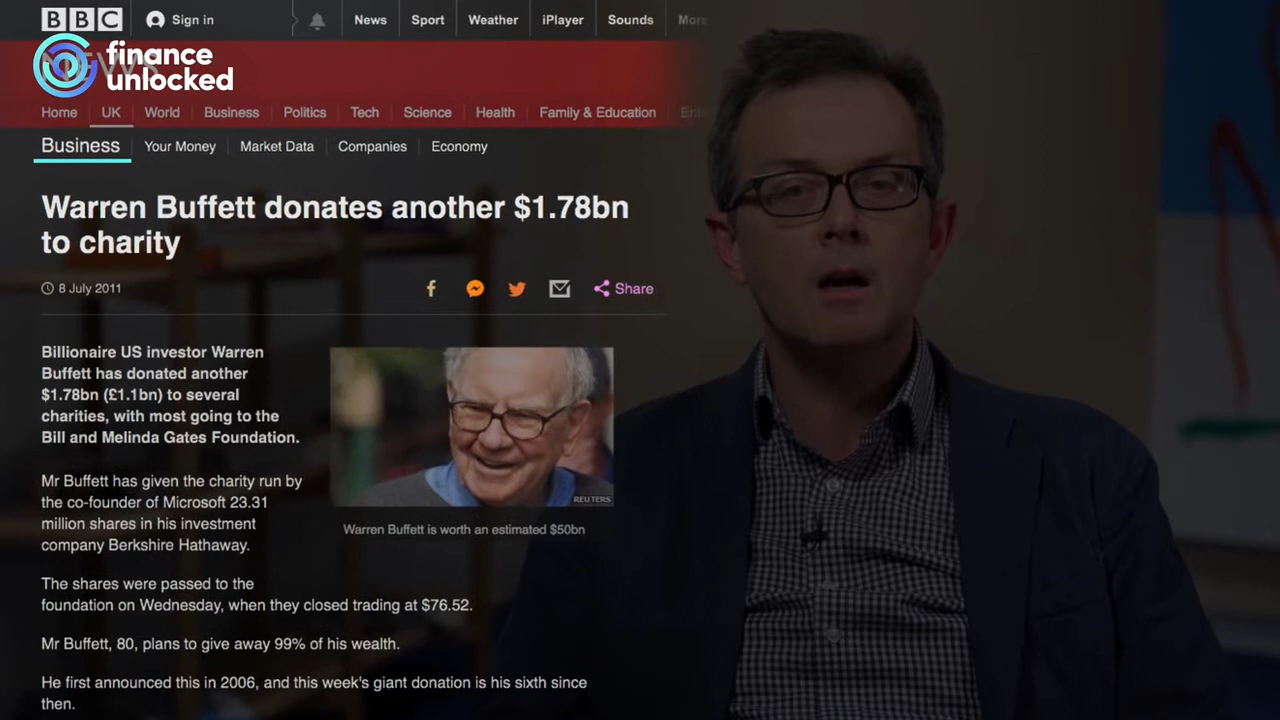 BBC Sign in News Sport Weather iPlayer Sounds More
finance
unlocked
NEWS
Home UK World Business Politics Tech Science Health Family & Education
Business Your Money Market Data Companies Economy
Warren Buffett donates another $1.78bn
to charity
8 July 2011
Share
Billionaire US investor Warren
Buffett has donated another
$1.78bn (£1.1bn) to several
charities, with most going to the
Bill and Melinda Gates Foundation.
REUTERS
Warren Buffett is worth an estimated $50bn
Mr Buffett has given the charity run by
the co-founder of Microsoft 23.31
million shares in his investment
company Berkshire Hathaway.
The shares were passed to the
foundation on Wednesday, when they closed trading at $76.52.
Mr Buffett, 80, plans to give away 99% of his wealth.
He first announced this in 2006, and this week's giant donation is his sixth since
then.